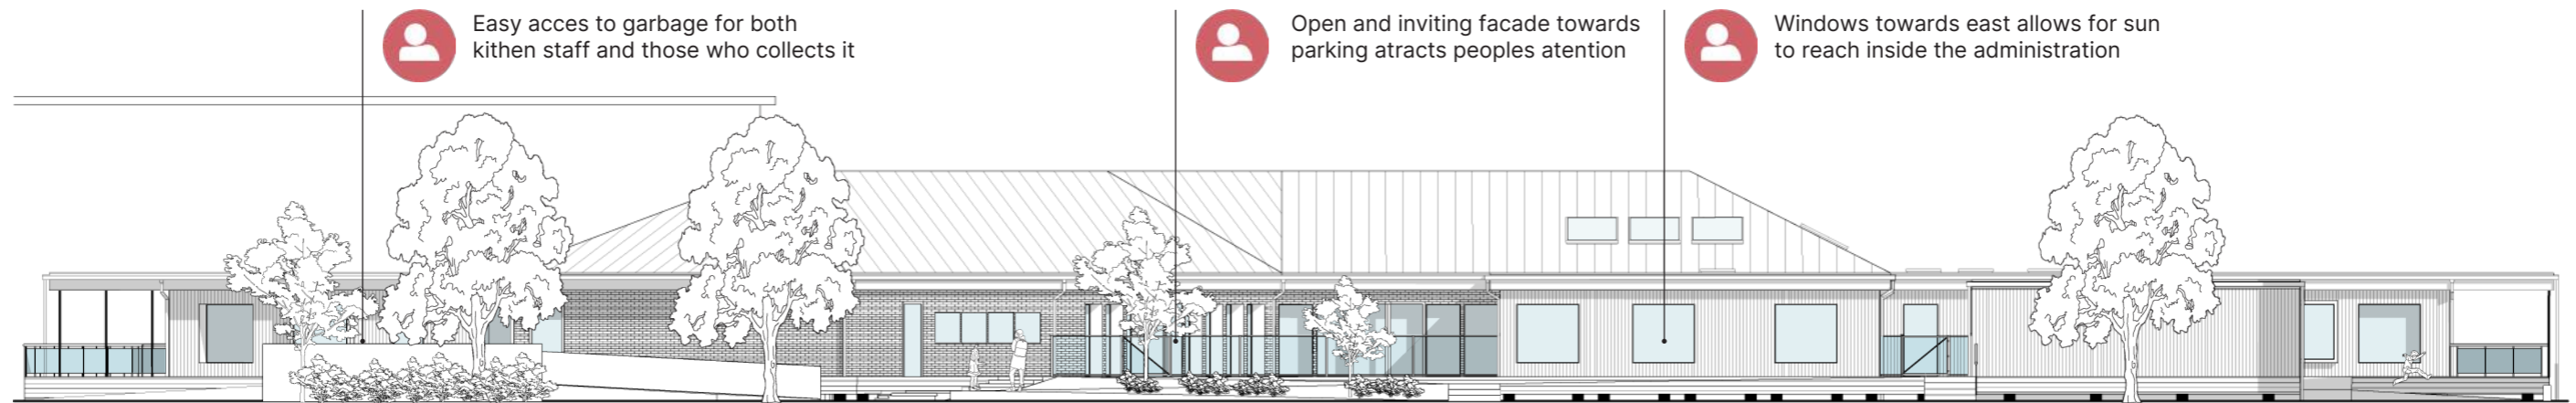 Easy acces to garbage for both
kithen staff and those who collects it
Open and inviting facade towards
parking atracts peoples atention
Windows towards east allows for sun
to reach inside the administration